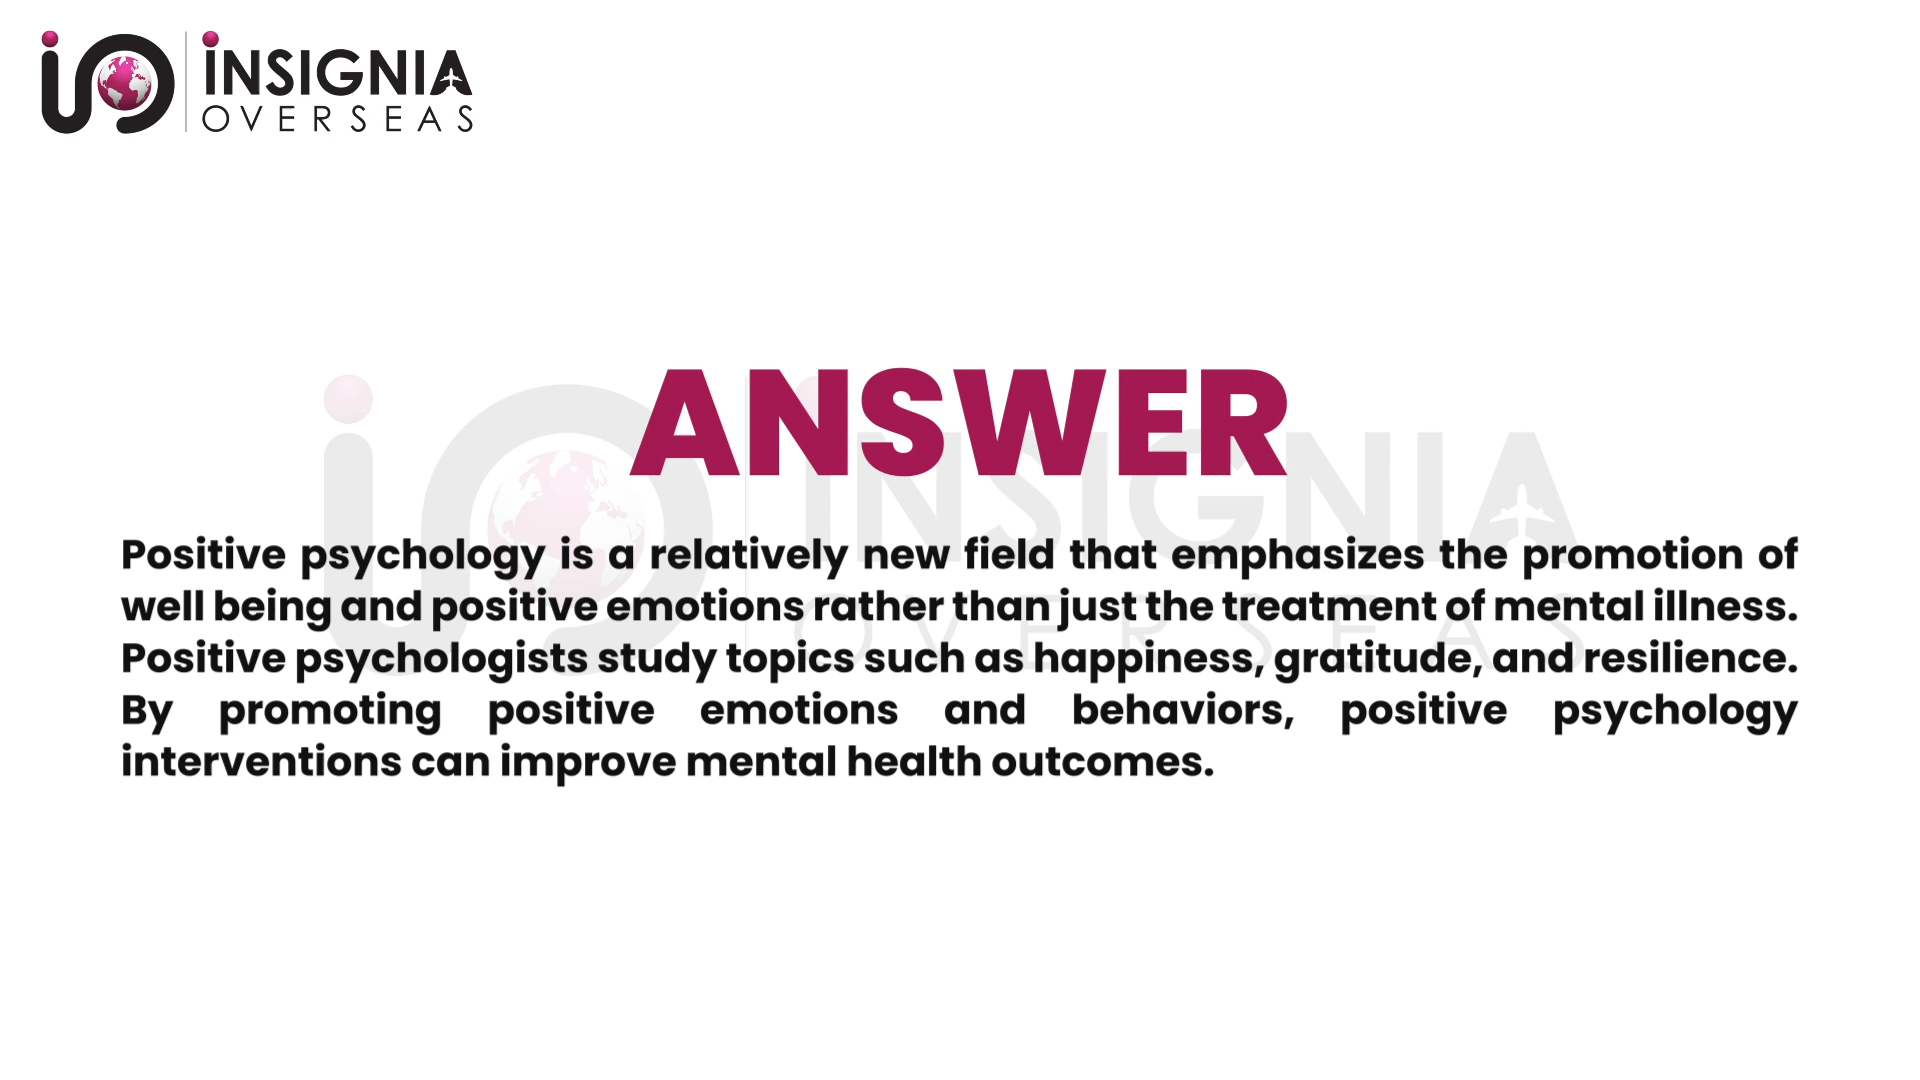 INSIGNIA
OVERSEAS
ANSWER
INSIGNIA
OVERSEAS
Positive psychology is a relatively new field that emphasizes the promotion of
well being and positive emotions rather than just the treatment of mental illness.
Positive psychologists study topics such as happiness, gratitude, and resilience.
By promoting positive emotions and behaviors, positive psychology
interventions can improve mental health outcomes.